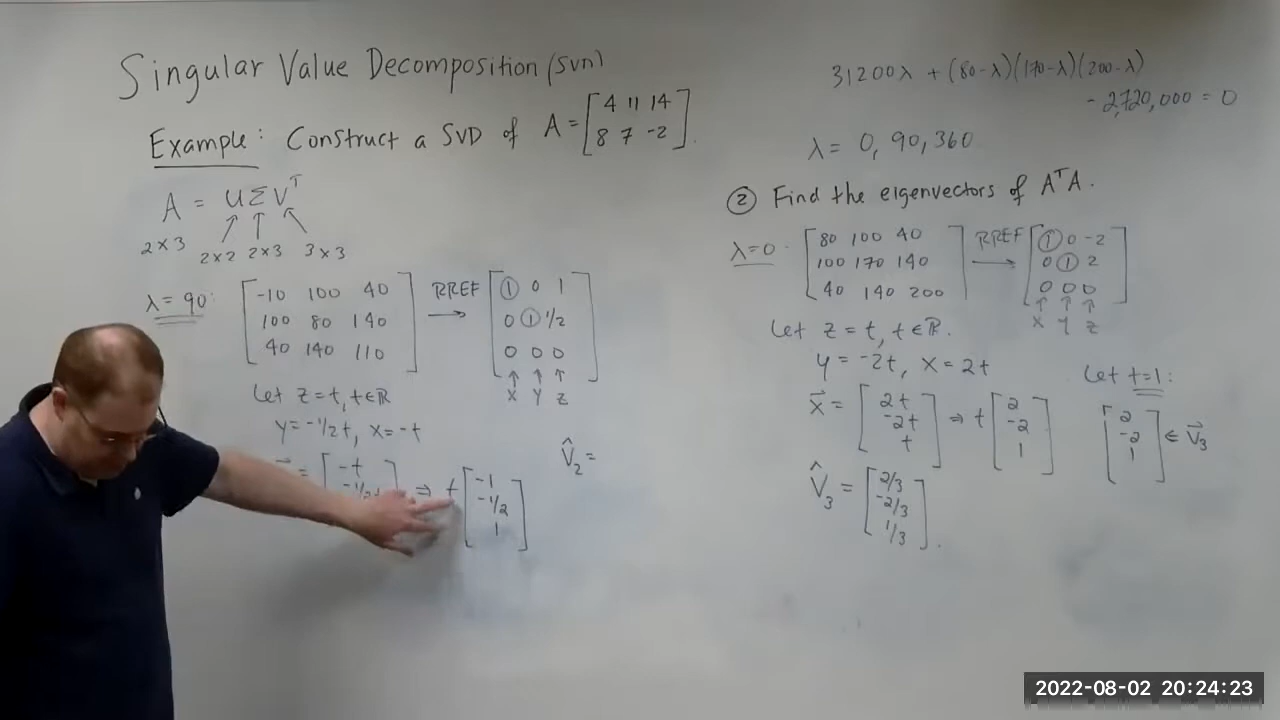 Singular Value Decomposition (SVD)
Example: Construct a SVD of A = [4 11 14
8 7 -2].
A = UΣV^T
2×3 2×2 2×3 3×3
λ = 90: [-10 100 40
100 80 140
40 140 110] RREF → [1 0 1
0 1 1/2
0 0 0]
↑ ↑ ↑
X Y Z
Let z = t, t∈ℝ
y = -1/2t, x = -t
= [-t
-1/2t
⇒ t[-1
-1/2
1]
v̂₂ =
31200λ + (80-λ)(170-λ)(200-λ)
- 2,720,000 = 0
λ = 0, 90, 360
② Find the eigenvectors of AᵀA.
λ=0: [80 100 40
100 170 140
40 140 200] RREF → [1 0 -2
0 1 2
0 0 0]
↑ ↑ ↑
X Y Z
Let z = t, t∈ℝ.
y = -2t, x = 2t
x⃗ = [2t
-2t
t] ⇒ t[2
-2
1]
Let t=1:
[2
-2
1] ∈ V⃗₃
v̂₃ = [2/3
-2/3
1/3].
2022-08-02 20:24:23